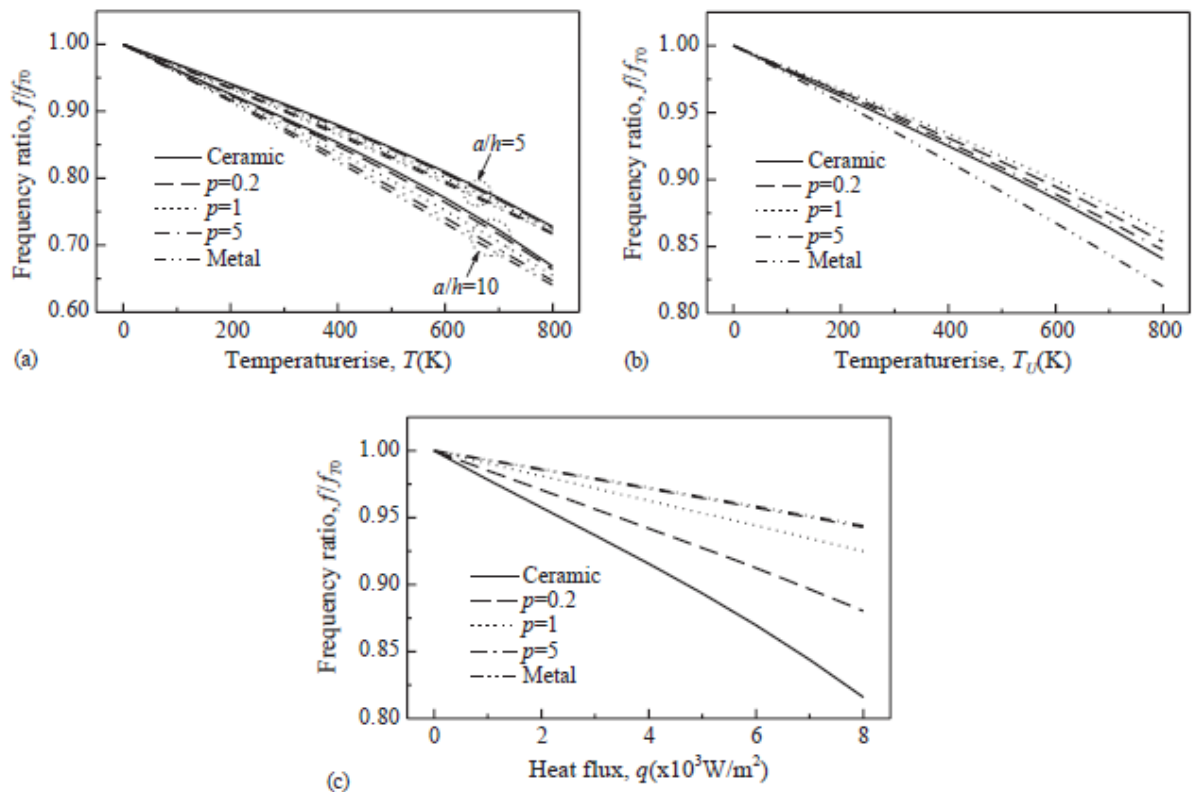 1.00
0.90
0.80
0.70
0.60
Frequency ratio, f/f_T0
Ceramic
p=0.2
p=1
p=5
Metal
a/h=5
a/h=10
0 200 400 600 800
(a) Temperaturerise, T(K)
1.00
0.95
0.90
0.85
0.80
Frequency ratio, f/f_T0
Ceramic
p=0.2
p=1
p=5
Metal
0 200 400 600 800
(b) Temperaturerise, T_U(K)
1.00
0.95
0.90
0.85
0.80
Frequency ratio, f/f_T0
Ceramic
p=0.2
p=1
p=5
Metal
0 2 4 6 8
(c) Heat flux, q(x10³W/m²)